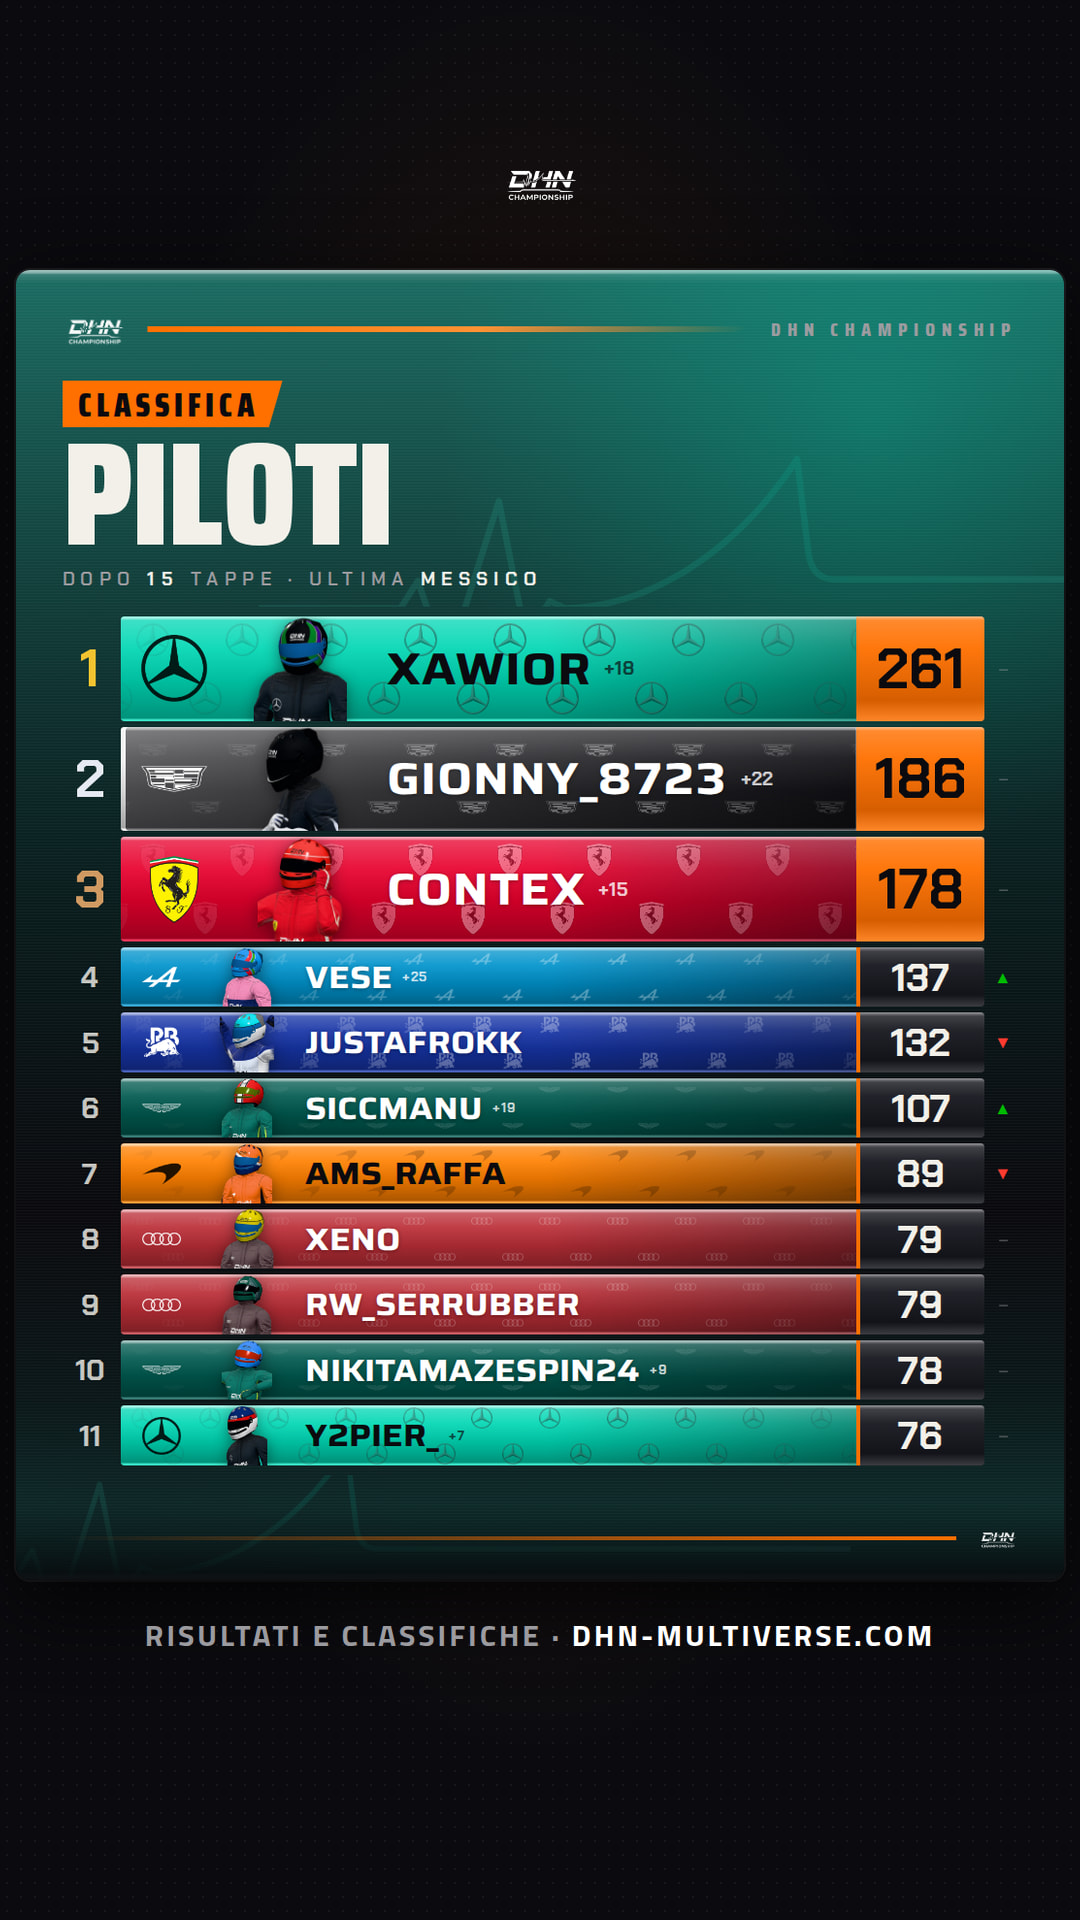 DHN
CHAMPIONSHIP
DHN
CHAMPIONSHIP
DHN CHAMPIONSHIP
CLASSIFICA
PILOTI
DOPO 15 TAPPE · ULTIMA MESSICO
1 XAWIOR +18 261 –
2 GIONNY_8723 +22 186 –
3 CONTEX +15 178 –
4 VESE +25 137 ▲
5 JUSTAFROKK 132 ▼
6 SICCMANU +19 107 ▲
7 AMS_RAFFA 89 ▼
8 XENO 79 –
9 RW_SERRUBBER 79 –
10 NIKITAMAZESPIN24 +9 78 –
11 Y2PIER_ +7 76 –
DHN
CHAMPIONSHIP
RISULTATI E CLASSIFICHE · DHN-MULTIVERSE.COM